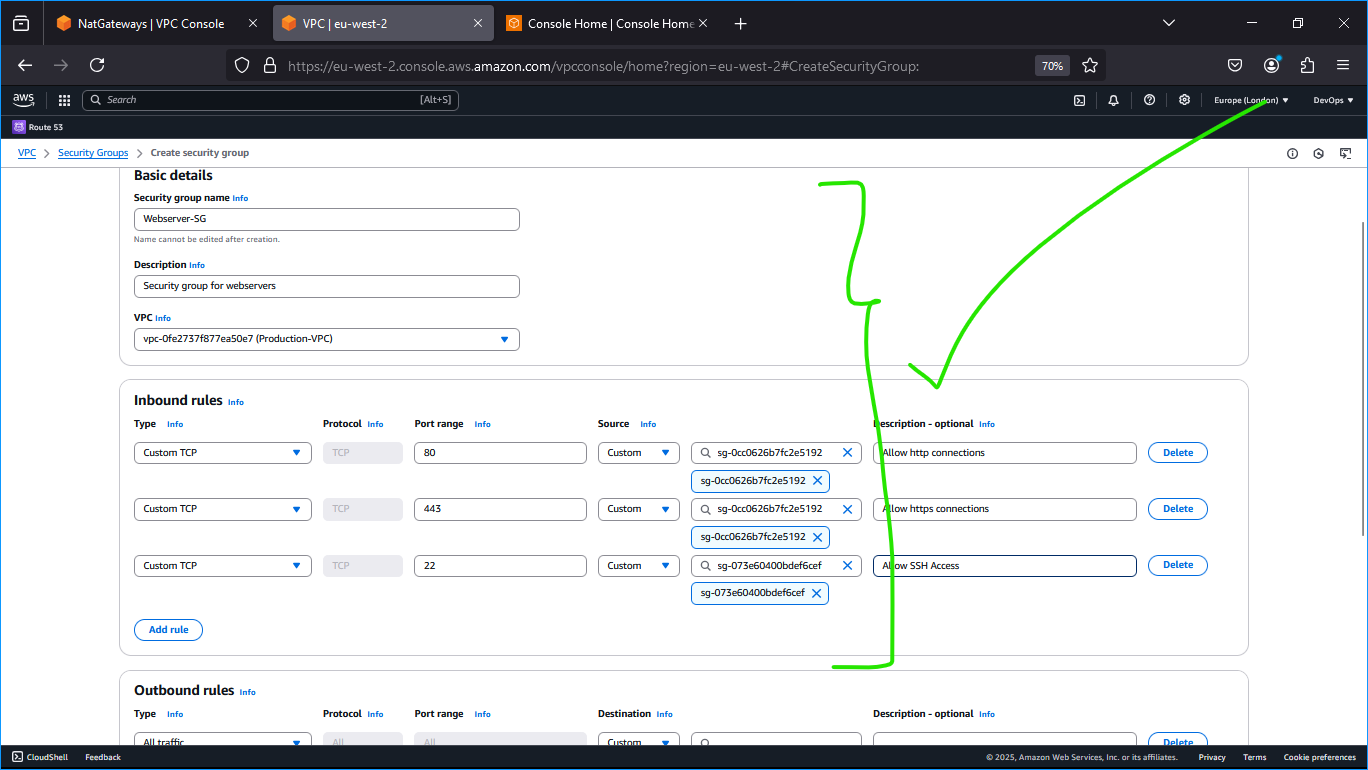 NatGateways | VPC Console
VPC | eu-west-2
Console Home | Console Home
https://eu-west-2.console.aws.amazon.com/vpcconsole/home?region=eu-west-2#CreateSecurityGroup:
70%
aws
Search
[Alt+S]
Europe (London)
DevOps
Route 53
VPC > Security Groups > Create security group
Basic details
Security group name Info
Webserver-SG
Name cannot be edited after creation.
Description Info
Security group for webservers
VPC Info
vpc-0fe2737f877ea50e7 (Production-VPC)
Inbound rules Info
Type Info Protocol Info Port range Info Source Info Description - optional Info
Custom TCP TCP 80 Custom sg-0cc0626b7fc2e5192 Allow http connections Delete
sg-0cc0626b7fc2e5192
Custom TCP TCP 443 Custom sg-0cc0626b7fc2e5192 Allow https connections Delete
sg-0cc0626b7fc2e5192
Custom TCP TCP 22 Custom sg-073e60400bdef6cef Allow SSH Access Delete
sg-073e60400bdef6cef
Add rule
Outbound rules Info
Type Info Protocol Info Port range Info Destination Info Description - optional Info
All traffic All All Custom Delete
CloudShell Feedback © 2025, Amazon Web Services, Inc. or its affiliates. Privacy Terms Cookie preferences